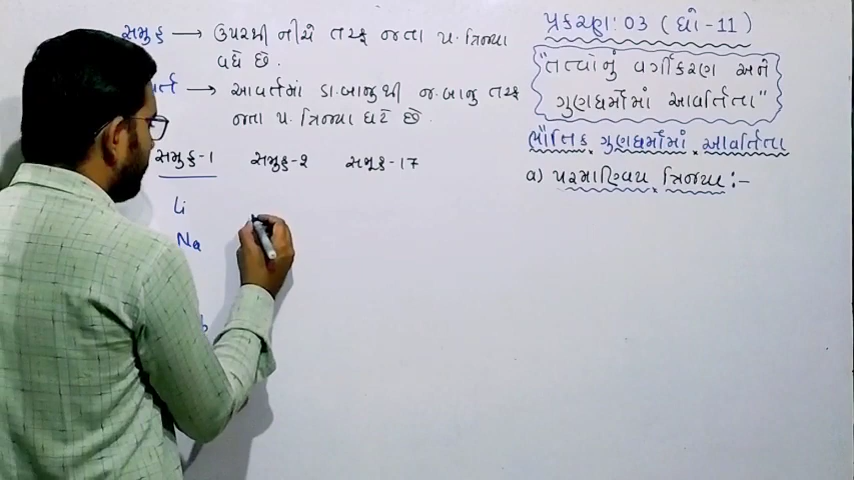 સમુહ → ઉપરથી નીચે તરફ જતા પ. ત્રિજ્યા
વધે છે.
ર્ત → આવર્તમાં ડા.બાજુથી જ.બાજુ તરફ
જતા પ. ત્રિજ્યા ઘટે છે.
સમુહ-1 સમુહ-૨ સમુહ-17
Li
Na
b
પ્રકરણ: 03 (ધો-11)
"તત્વોનું વર્ગીકરણ અને
ગુણધર્મોમાં આવર્તિતા"
ભૌતિક ગુણધર્મોમાં આવર્તિતા
a) પરમાણ્વિય ત્રિજ્યા :-